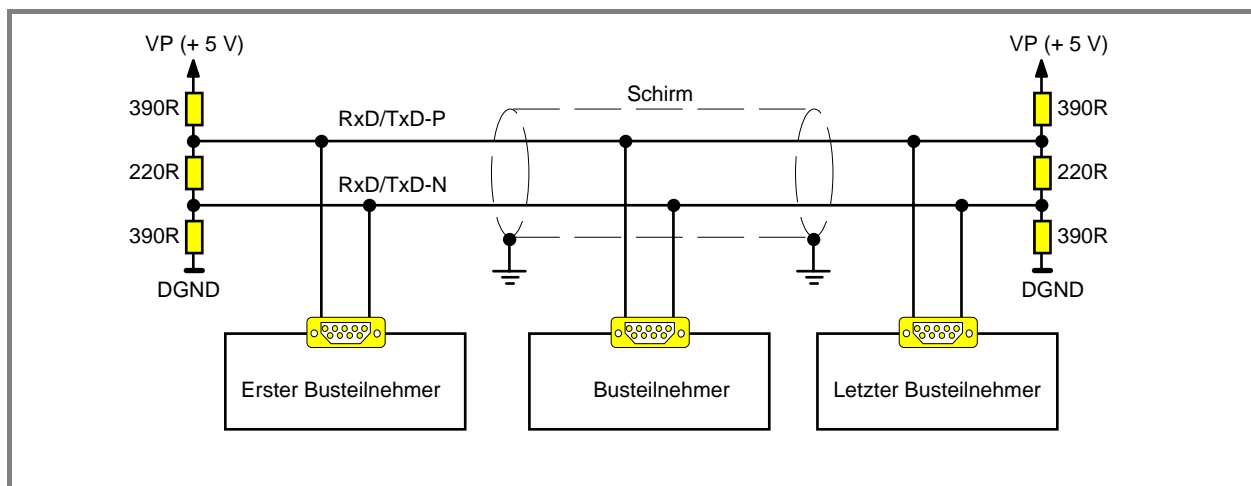 VP (+ 5 V)
VP (+ 5 V)
390R
Schirm
390R
RxD/TxD-P
220R
RxD/TxD-N
220R
390R
390R
DGND
DGND
Erster Busteilnehmer
Busteilnehmer
Letzter Busteilnehmer